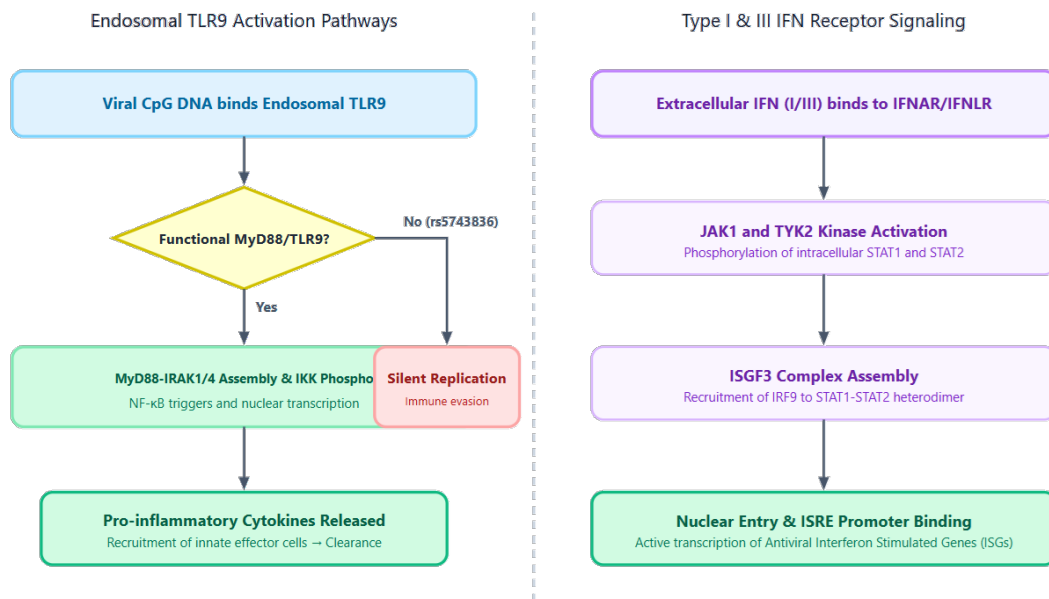 Endosomal TLR9 Activation Pathways
Viral CpG DNA binds Endosomal TLR9
Functional MyD88/TLR9?
No (rs5743836)
Yes
MyD88-IRAK1/4 Assembly & IKK Phospho
NF-κB triggers and nuclear transcription
Silent Replication
Immune evasion
Pro-inflammatory Cytokines Released
Recruitment of innate effector cells → Clearance
Type I & III IFN Receptor Signaling
Extracellular IFN (I/III) binds to IFNAR/IFNLR
JAK1 and TYK2 Kinase Activation
Phosphorylation of intracellular STAT1 and STAT2
ISGF3 Complex Assembly
Recruitment of IRF9 to STAT1-STAT2 heterodimer
Nuclear Entry & ISRE Promoter Binding
Active transcription of Antiviral Interferon Stimulated Genes (ISGs)